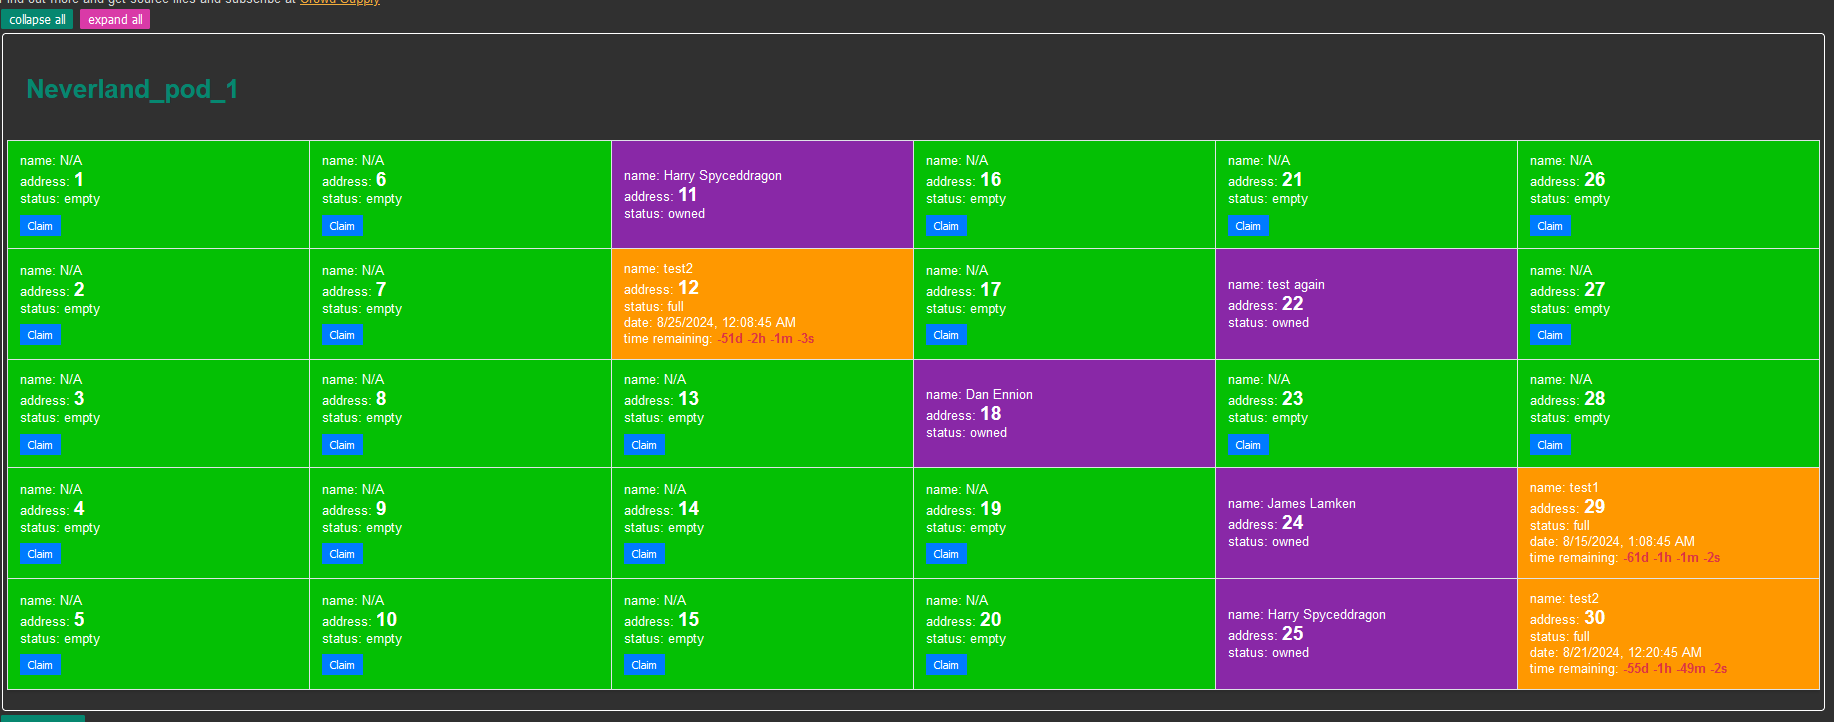 Find out more and get source files and subscribe at Crowd Supply
collapse all expand all
Neverland_pod_1
name: N/A
address: 1
status: empty
Claim
name: N/A
address: 6
status: empty
Claim
name: Harry Spyceddragon
address: 11
status: owned
name: N/A
address: 16
status: empty
Claim
name: N/A
address: 21
status: empty
Claim
name: N/A
address: 26
status: empty
Claim
name: N/A
address: 2
status: empty
Claim
name: N/A
address: 7
status: empty
Claim
name: test2
address: 12
status: full
date: 8/25/2024, 12:08:45 AM
time remaining: -51d -2h -1m -3s
name: N/A
address: 17
status: empty
Claim
name: test again
address: 22
status: owned
name: N/A
address: 27
status: empty
Claim
name: N/A
address: 3
status: empty
Claim
name: N/A
address: 8
status: empty
Claim
name: N/A
address: 13
status: empty
Claim
name: Dan Ennion
address: 18
status: owned
name: N/A
address: 23
status: empty
Claim
name: N/A
address: 28
status: empty
Claim
name: N/A
address: 4
status: empty
Claim
name: N/A
address: 9
status: empty
Claim
name: N/A
address: 14
status: empty
Claim
name: N/A
address: 19
status: empty
Claim
name: James Lamken
address: 24
status: owned
name: test1
address: 29
status: full
date: 8/15/2024, 1:08:45 AM
time remaining: -61d -1h -1m -2s
name: N/A
address: 5
status: empty
Claim
name: N/A
address: 10
status: empty
Claim
name: N/A
address: 15
status: empty
Claim
name: N/A
address: 20
status: empty
Claim
name: Harry Spyceddragon
address: 25
status: owned
name: test2
address: 30
status: full
date: 8/21/2024, 12:20:45 AM
time remaining: -55d -1h -49m -2s